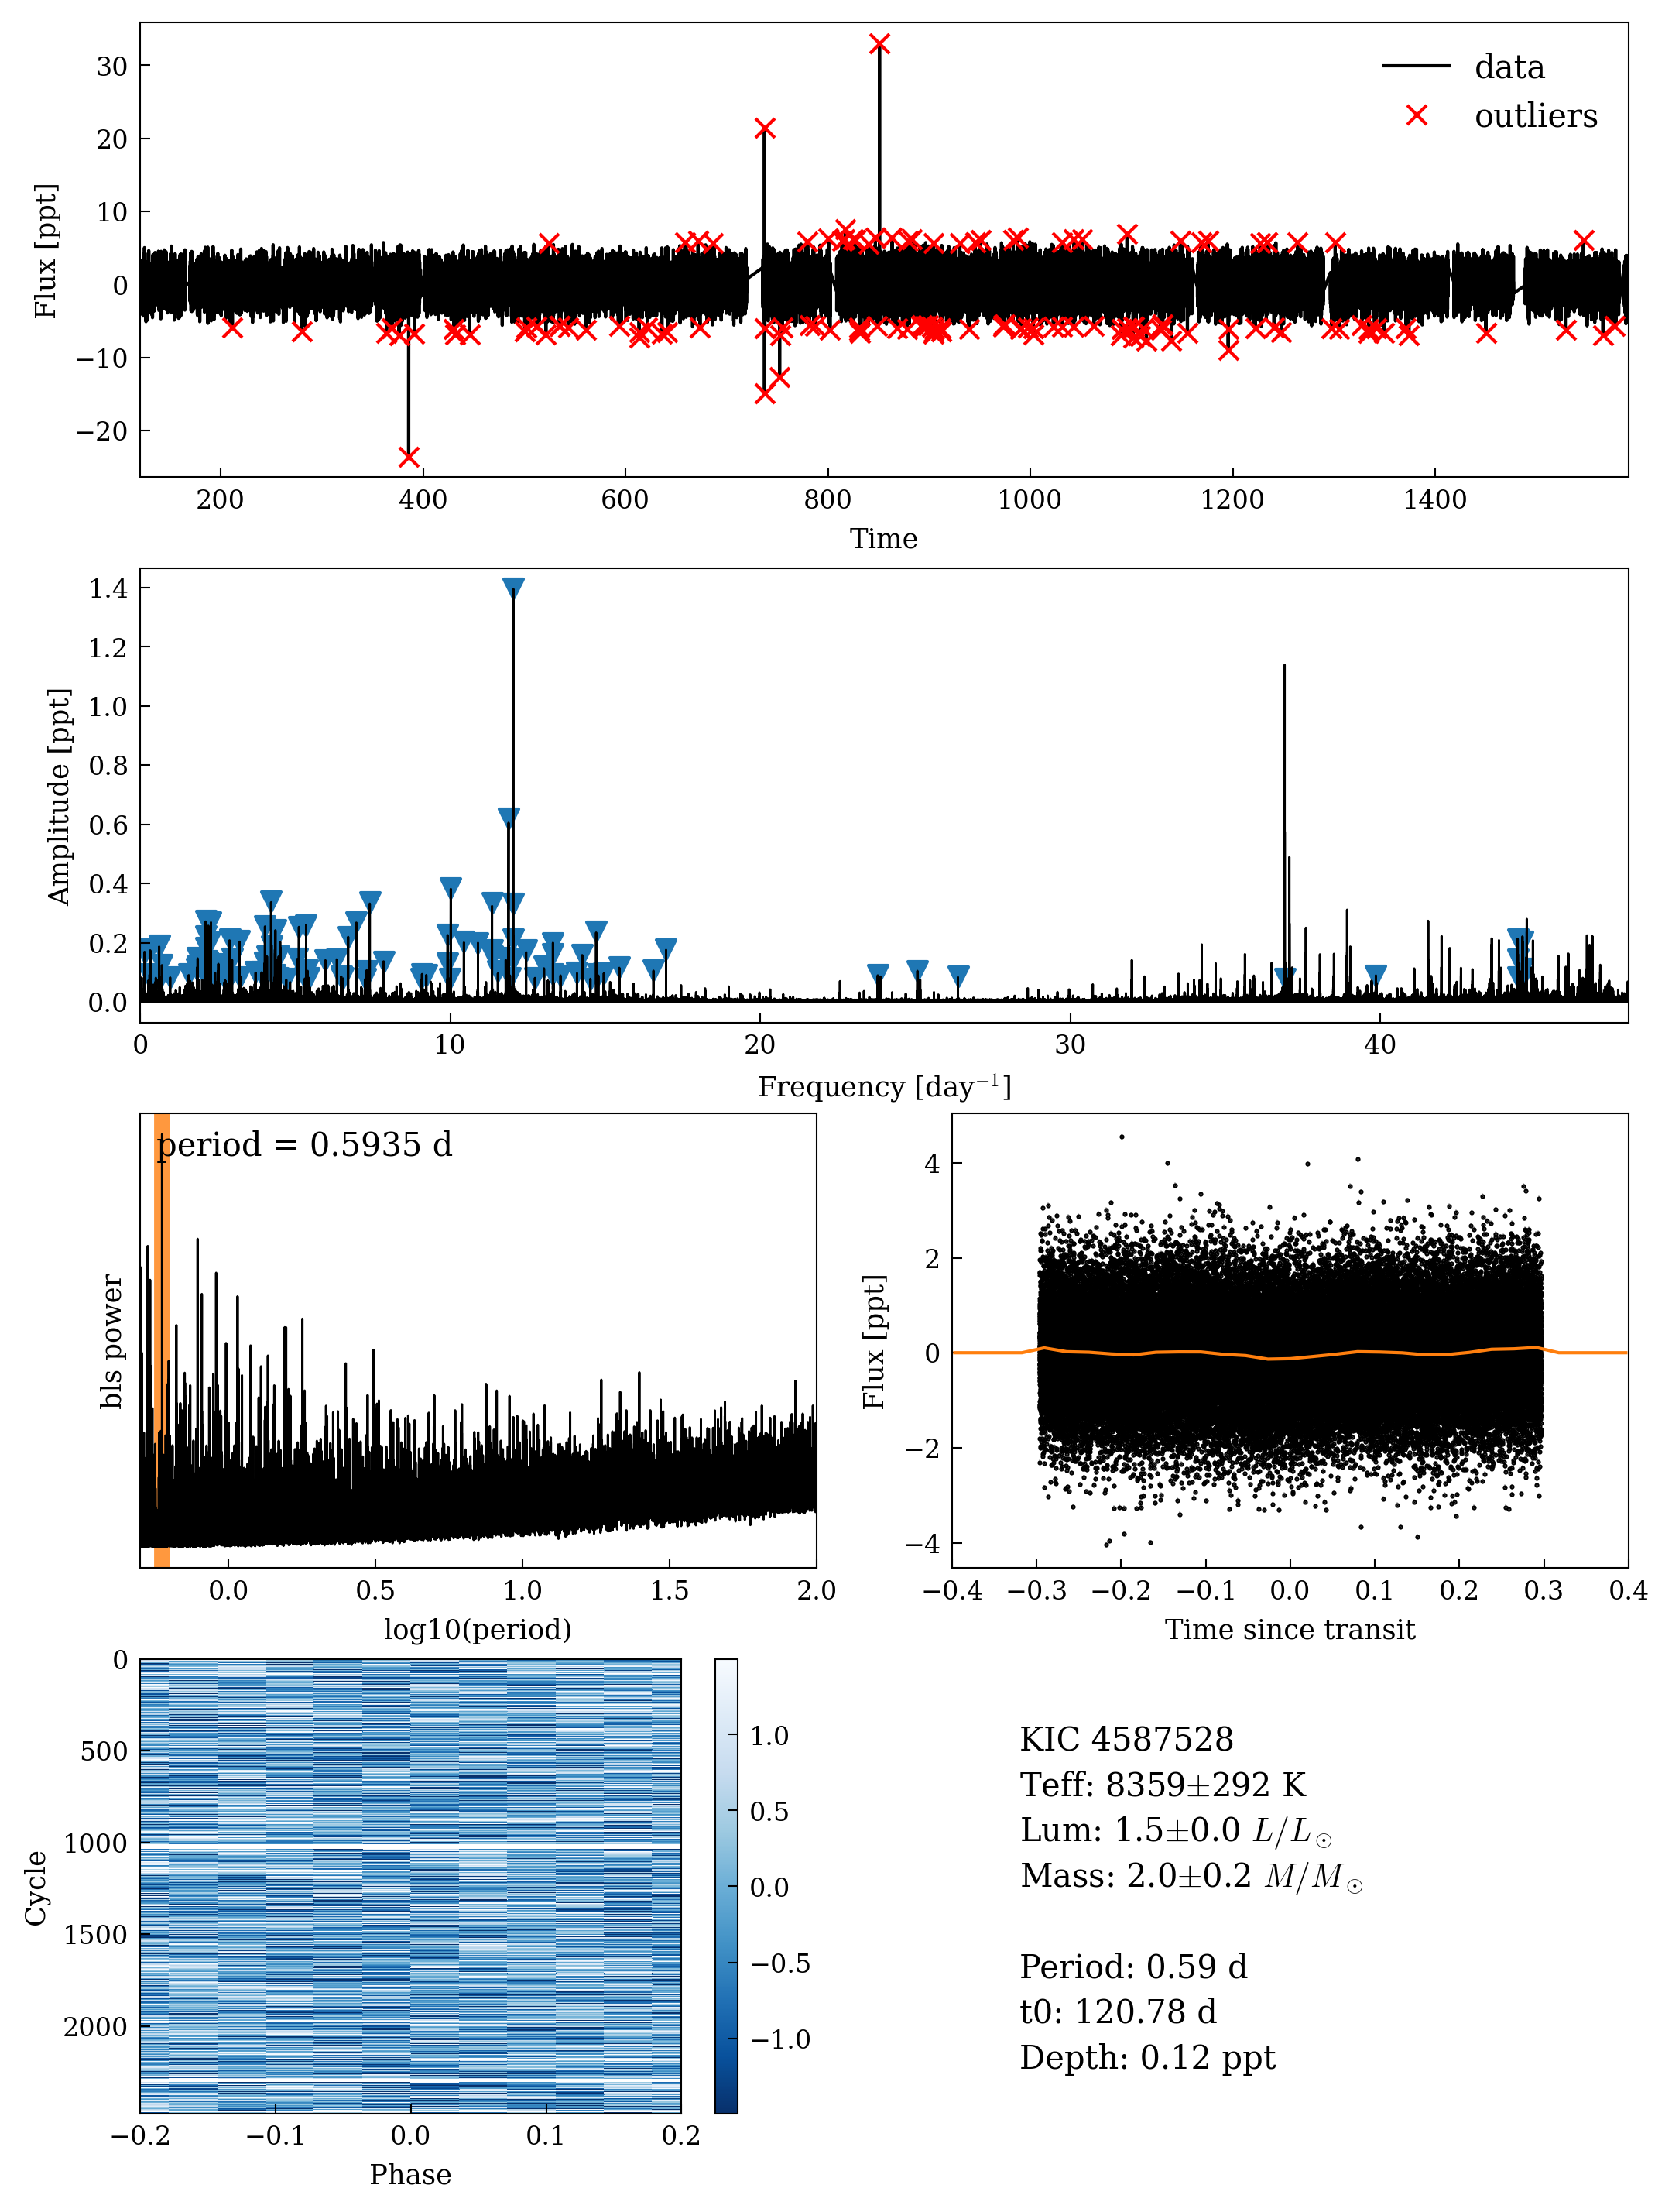 30
20
10
0
−10
−20
Flux [ppt]
data
outliers
200 400 600 800 1000 1200 1400
Time
1.4
1.2
1.0
0.8
0.6
0.4
0.2
0.0
Amplitude [ppt]
0 10 20 30 40
Frequency [day⁻¹]
period = 0.5935 d
bls power
0.0 0.5 1.0 1.5 2.0
log10(period)
4
2
0
−2
−4
Flux [ppt]
−0.4 −0.3 −0.2 −0.1 0.0 0.1 0.2 0.3 0.4
Time since transit
0
500
1000
1500
2000
Cycle
−0.2 −0.1 0.0 0.1 0.2
Phase
1.0
0.5
0.0
−0.5
−1.0
KIC 4587528
Teff: 8359±292 K
Lum: 1.5±0.0 L/L☉
Mass: 2.0±0.2 M/M☉
Period: 0.59 d
t0: 120.78 d
Depth: 0.12 ppt